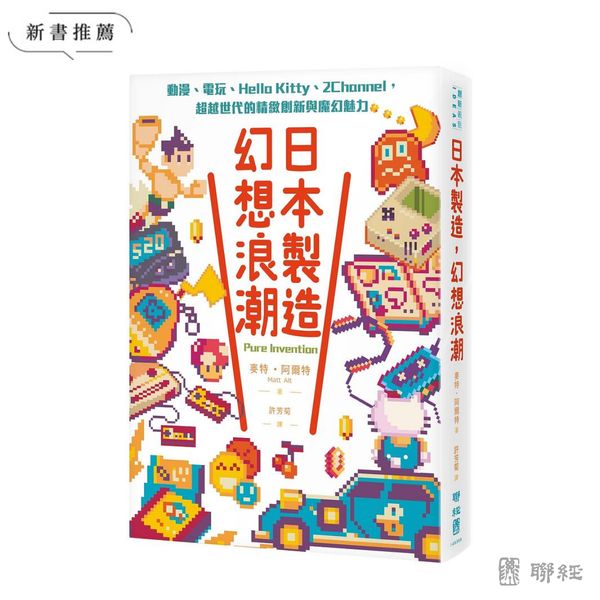 新書推薦
動漫、電玩、Hello Kitty、2Channel，
超越世代的精緻創新與魔幻魅力
日本製造
幻想浪潮
Pure Invention
麥特・阿爾特
Matt Alt
著
許芳菊
譯
520
日本製造，幻想浪潮
麥特・阿爾特 著
許芳菊 譯
聯經
聯經